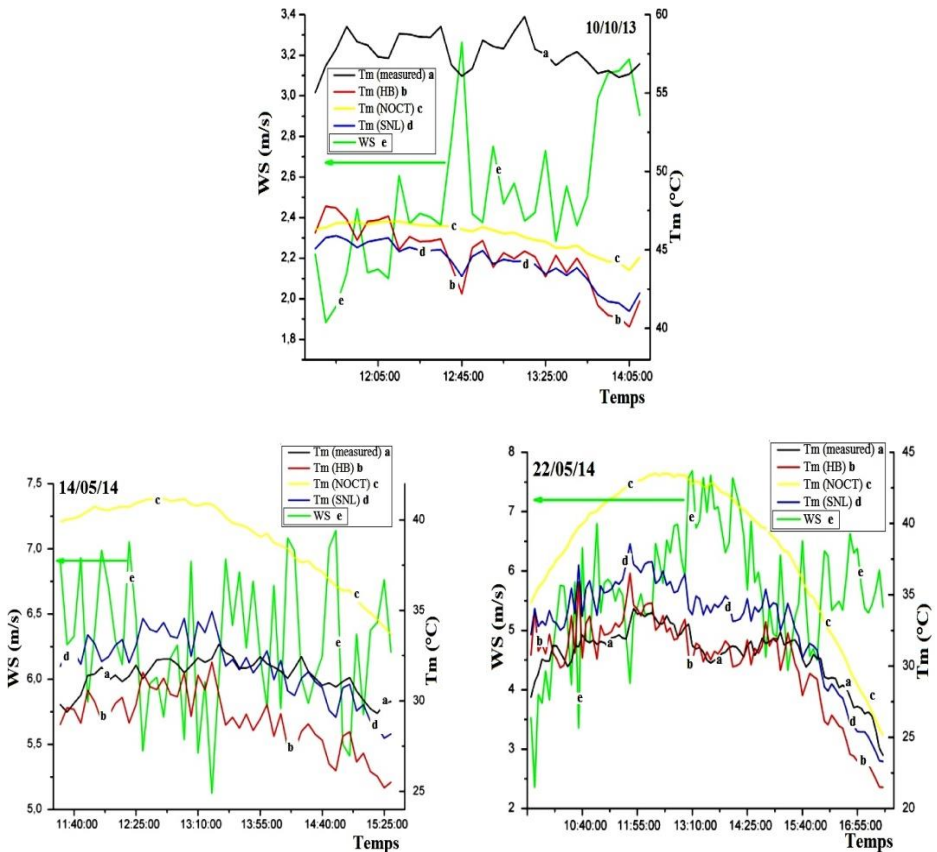 10/10/13
Tm (measured) a
Tm (HB) b
Tm (NOCT) c
Tm (SNL) d
WS e
WS (m/s)
3,4
3,2
3,0
2,8
2,6
2,4
2,2
2,0
1,8
60
55
50
45
40
Tm (°C)
a
e
c
c
d
d
b
b
e
12:05:00 12:45:00 13:25:00 14:05:00
Temps
14/05/14
Tm (measured) a
Tm (HB) b
Tm (NOCT) c
Tm (SNL) d
WS e
WS (m/s)
7.5
7.0
6.5
6.0
5.5
5.0
40
35
30
25
Tm (°C)
c
e
c
d
e
a
a
b
d
b
11:40:00 12:25:00 13:10:00 13:55:00 14:40:00 15:25:00
Temps
22/05/14
Tm (measured) a
Tm (HB) b
Tm (NOCT) c
Tm (SNL) d
WS e
WS (m/s)
8
7
6
5
4
3
2
45
40
35
30
25
20
Tm (°C)
c
e
d
e
d
b
a
b
a
c
a
e
c
d
b
10:40:00 11:55:00 13:10:00 14:25:00 15:40:00 16:55:00
Temps